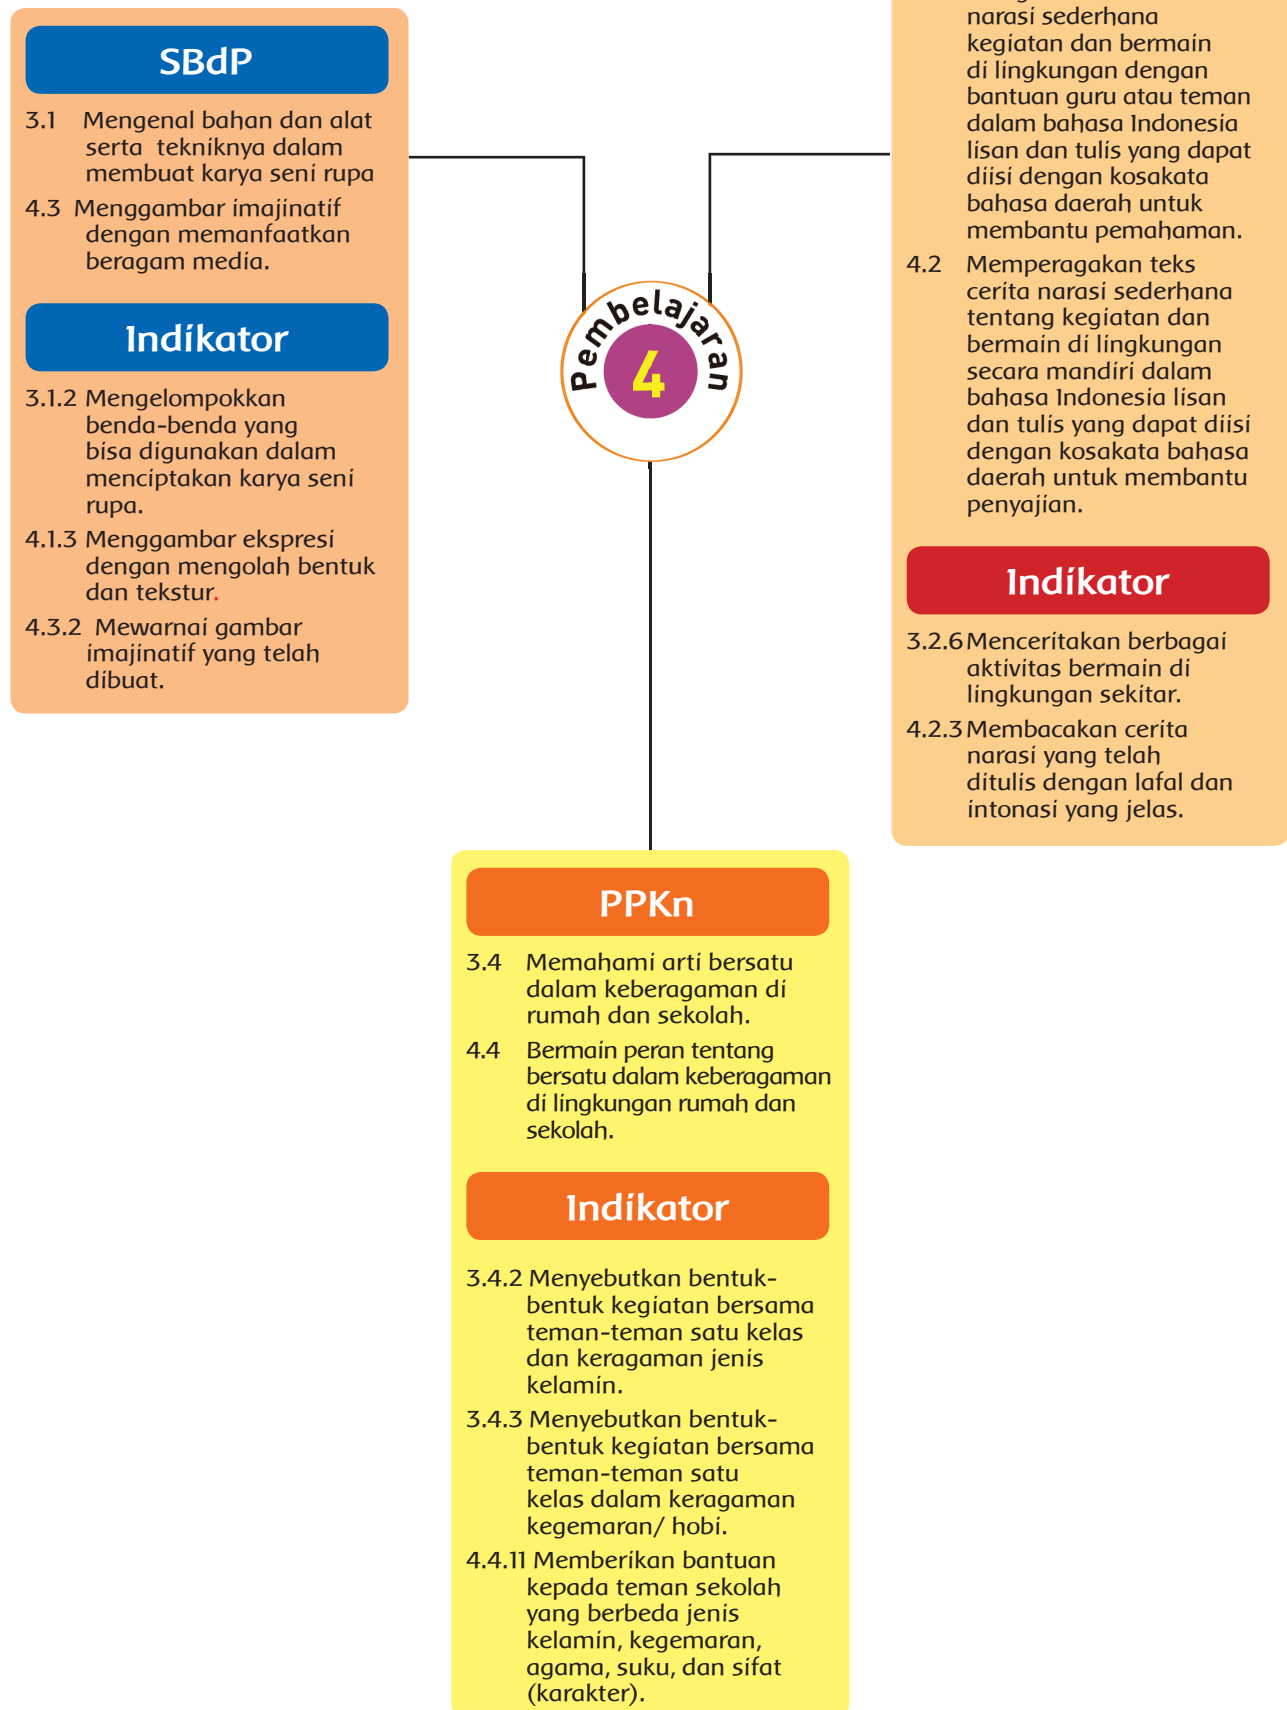 SBdP
3.1 Mengenal bahan dan alat
serta tekniknya dalam
membuat karya seni rupa
4.3 Menggambar imajinatif
dengan memanfaatkan
beragam media.
Indikator
3.1.2 Mengelompokkan
benda-benda yang
bisa digunakan dalam
menciptakan karya seni
rupa.
4.1.3 Menggambar ekspresi
dengan mengolah bentuk
dan tekstur.
4.3.2 Mewarnai gambar
imajinatif yang telah
dibuat.
Pembelajaran
4
narasi sederhana
kegiatan dan bermain
di lingkungan dengan
bantuan guru atau teman
dalam bahasa Indonesia
lisan dan tulis yang dapat
diisi dengan kosakata
bahasa daerah untuk
membantu pemahaman.
4.2 Memperagakan teks
cerita narasi sederhana
tentang kegiatan dan
bermain di lingkungan
secara mandiri dalam
bahasa Indonesia lisan
dan tulis yang dapat diisi
dengan kosakata bahasa
daerah untuk membantu
penyajian.
Indikator
3.2.6 Menceritakan berbagai
aktivitas bermain di
lingkungan sekitar.
4.2.3 Membacakan cerita
narasi yang telah
ditulis dengan lafal dan
intonasi yang jelas.
PPKn
3.4 Memahami arti bersatu
dalam keberagaman di
rumah dan sekolah.
4.4 Bermain peran tentang
bersatu dalam keberagaman
di lingkungan rumah dan
sekolah.
Indikator
3.4.2 Menyebutkan bentuk-
bentuk kegiatan bersama
teman-teman satu kelas
dan keragaman jenis
kelamin.
3.4.3 Menyebutkan bentuk-
bentuk kegiatan bersama
teman-teman satu
kelas dalam keragaman
kegemaran/ hobi.
4.4.11 Memberikan bantuan
kepada teman sekolah
yang berbeda jenis
kelamin, kegemaran,
agama, suku, dan sifat
(karakter).